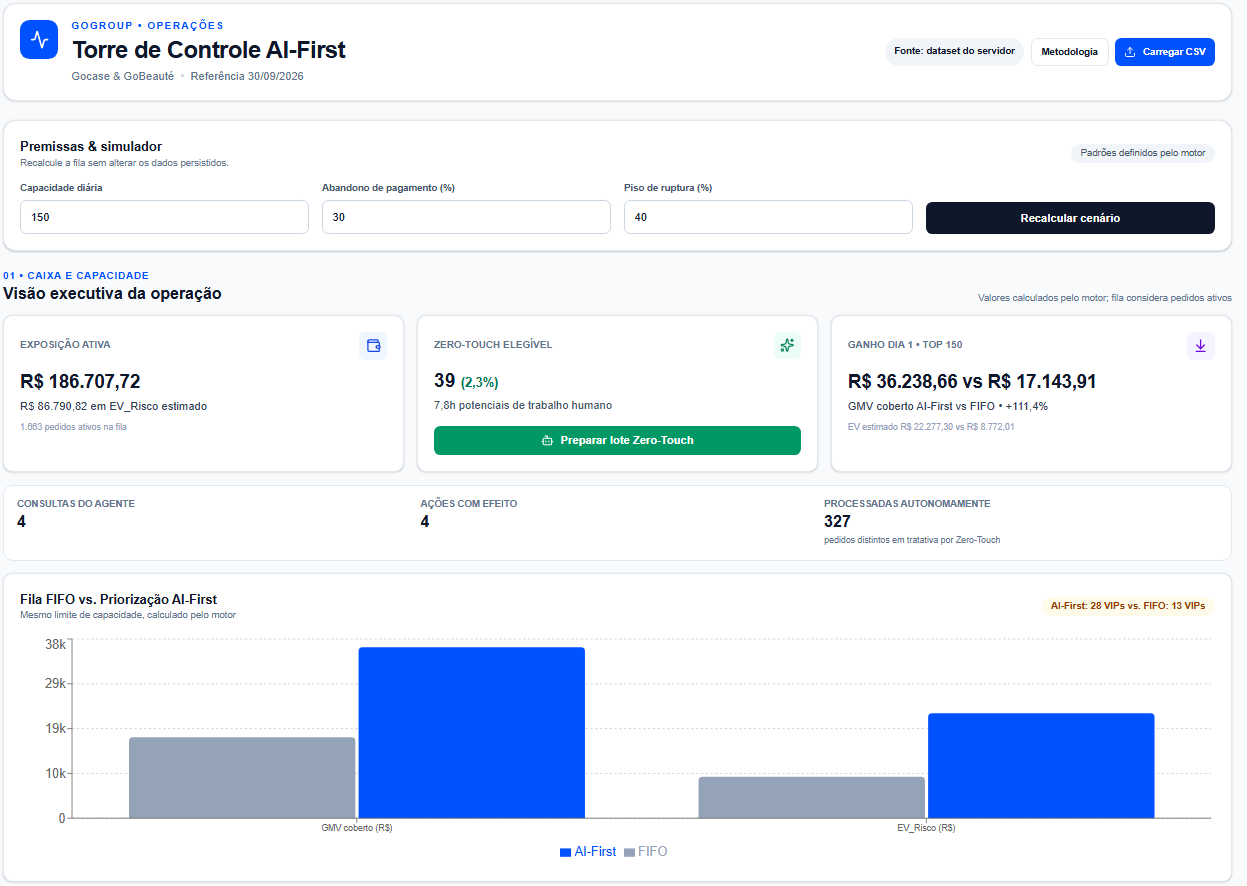 GOGROUP • OPERAÇÕES
Torre de Controle AI-First
Gocase & GoBeauté • Referência 30/09/2026
Fonte: dataset do servidor
Metodologia
Carregar CSV
Premissas & simulador
Recalcule a fila sem alterar os dados persistidos.
Padrões definidos pelo motor
Capacidade diária
Abandono de pagamento (%)
Piso de ruptura (%)
150
30
40
Recalcular cenário
01 • CAIXA E CAPACIDADE
Visão executiva da operação
Valores calculados pelo motor; fila considera pedidos ativos
EXPOSIÇÃO ATIVA
R$ 186.707,72
R$ 86.790,82 em EV_Risco estimado
1.663 pedidos ativos na fila
ZERO-TOUCH ELEGÍVEL
39 (2,3%)
7,8h potenciais de trabalho humano
Preparar lote Zero-Touch
GANHO DIA 1 • TOP 150
R$ 36.238,66 vs R$ 17.143,91
GMV coberto AI-First vs FIFO • +111,4%
EV estimado R$ 22.277,30 vs R$ 8.772,01
CONSULTAS DO AGENTE
4
AÇÕES COM EFEITO
4
PROCESSADAS AUTONOMAMENTE
327
pedidos distintos em tratativa por Zero-Touch
Fila FIFO vs. Priorização AI-First
Mesmo limite de capacidade, calculado pelo motor
AI-First: 28 VIPs vs. FIFO: 13 VIPs
38k
29k
19k
10k
0
GMV coberto (R$)
EV_Risco (R$)
AI-First
FIFO